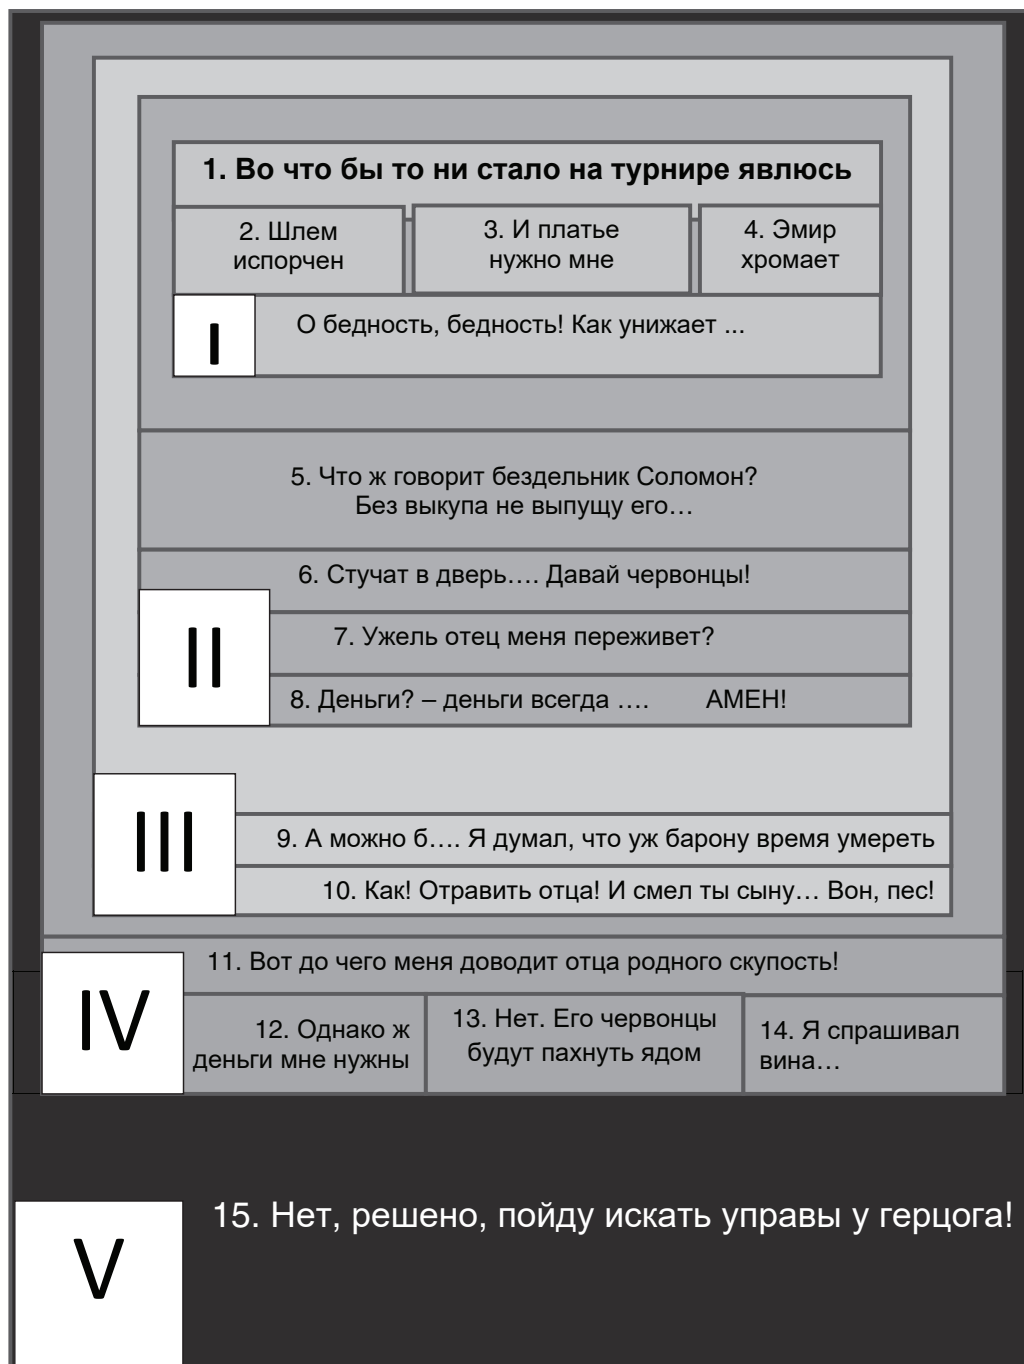 1. Во что бы то ни стало на турнире явлюсь
2. Шлем
испорчен
3. И платье
нужно мне
4. Эмир
хромает
I
О бедность, бедность! Как унижает ...
5. Что ж говорит бездельник Соломон?
Без выкупа не выпущу его…
6. Стучат в дверь…. Давай червонцы!
II
7. Ужель отец меня переживет?
8. Деньги? – деньги всегда …. АМЕН!
III
9. А можно б…. Я думал, что уж барону время умереть
10. Как! Отравить отца! И смел ты сыну… Вон, пес!
IV
11. Вот до чего меня доводит отца родного скупость!
12. Однако ж
деньги мне нужны
13. Нет. Его червонцы
будут пахнуть ядом
14. Я спрашивал
вина…
V
15. Нет, решено, пойду искать управы у герцога!